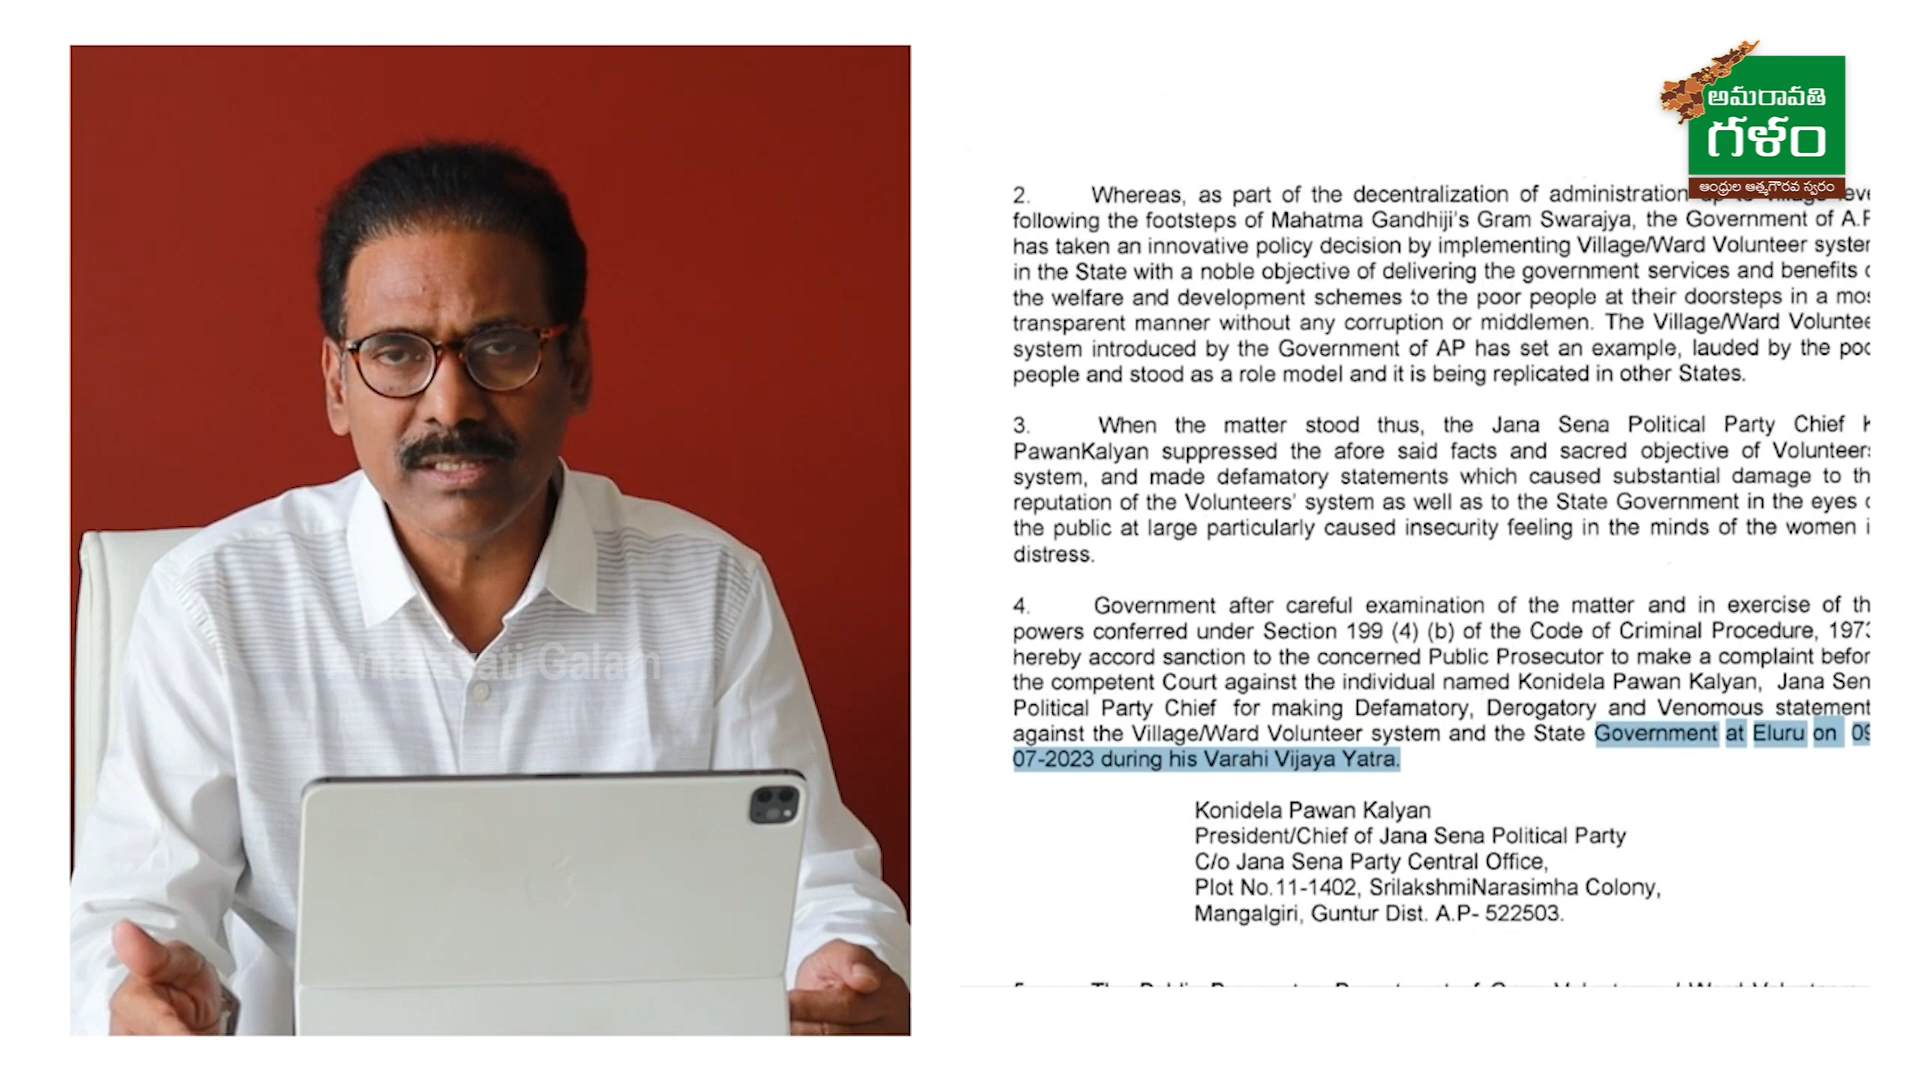 అమరావతి
గళం
ఆంధ్రుల ఆత్మగౌరవ స్వరం
2. Whereas, as part of the decentralization of administration
following the footsteps of Mahatma Gandhiji's Gram Swarajya, the Government of A.P
has taken an innovative policy decision by implementing Village/Ward Volunteer system
in the State with a noble objective of delivering the government services and benefits
the welfare and development schemes to the poor people at their doorsteps in a
transparent manner without any corruption or middlemen. The Village/Ward
system introduced by the Government of AP has set an example, lauded by the
people and stood as a role model and it is being replicated in other States.
3. When the matter stood thus, the Jana Sena Political Party Chief
PawanKalyan suppressed the afore said facts and sacred objective of Volunteers
system, and made defamatory statements which caused substantial damage to
reputation of the Volunteers' system as well as to the State Government in the eyes
the public at large particularly caused insecurity feeling in the minds of the women
distress.
4. Government after careful examination of the matter and in exercise of
powers conferred under Section 199 (4) (b) of the Code of Criminal Procedure, 1973
hereby accord sanction to the concerned Public Prosecutor to make a complaint
the competent Court against the individual named Konidela Pawan Kalyan, Jana
Political Party Chief for making Defamatory, Derogatory and Venomous statement
against the Village/Ward Volunteer system and the State Government at Eluru on 09
07-2023 during his Varahi Vijaya Yatra.
Konidela Pawan Kalyan
President/Chief of Jana Sena Political Party
C/o Jana Sena Party Central Office,
Plot No.11-1402, SrilakshmiNarasimha Colony,
Mangalgiri, Guntur Dist. A.P- 522503.
Amaravati Galam